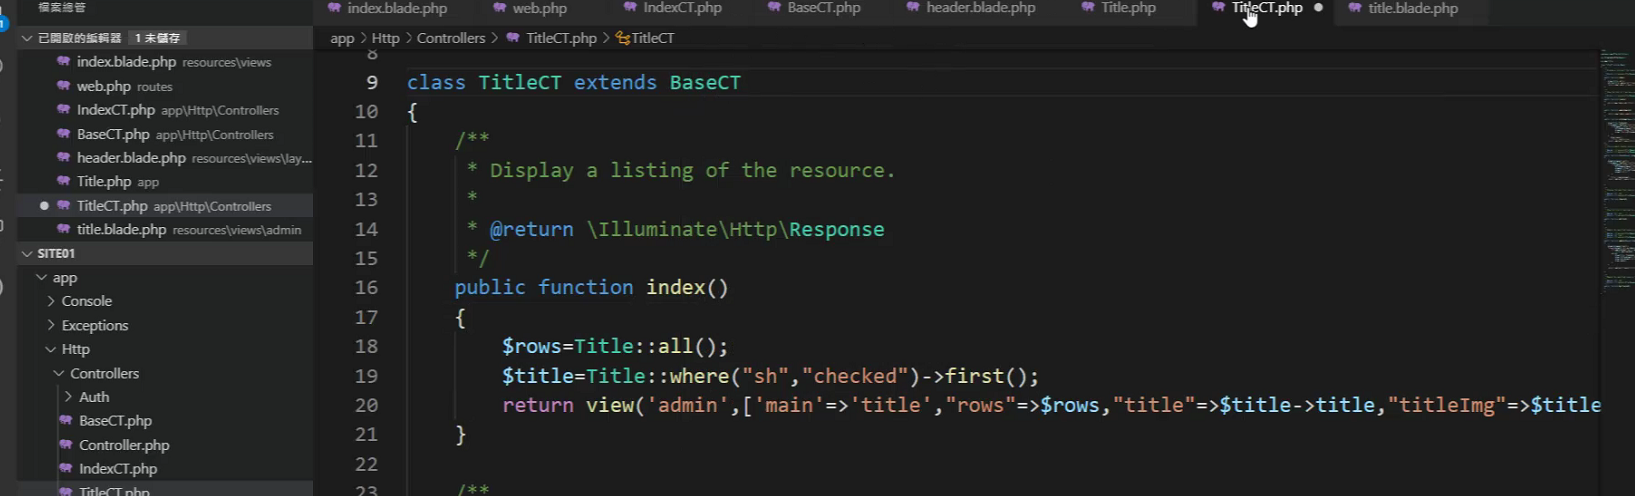 檔案總管
index.blade.php web.php IndexCT.php BaseCT.php header.blade.php Title.php TitleCT.php title.blade.php
已開啟的編輯器 1 未儲存
index.blade.php resources\views
web.php routes
IndexCT.php app\Http\Controllers
BaseCT.php app\Http\Controllers
header.blade.php resources\views\lay...
Title.php app
TitleCT.php app\Http\Controllers
title.blade.php resources\views\admin
SITE01
app
Console
Exceptions
Http
Controllers
Auth
BaseCT.php
Controller.php
IndexCT.php
TitleCT.php
app > Http > Controllers > TitleCT.php > TitleCT
8
9 class TitleCT extends BaseCT
10 {
11 /**
12 * Display a listing of the resource.
13 *
14 * @return \Illuminate\Http\Response
15 */
16 public function index()
17 {
18 $rows=Title::all();
19 $title=Title::where("sh","checked")->first();
20 return view('admin',['main'=>'title',"rows"=>$rows,"title"=>$title->title,"titleImg"=>$title
21 }
22
23 /**